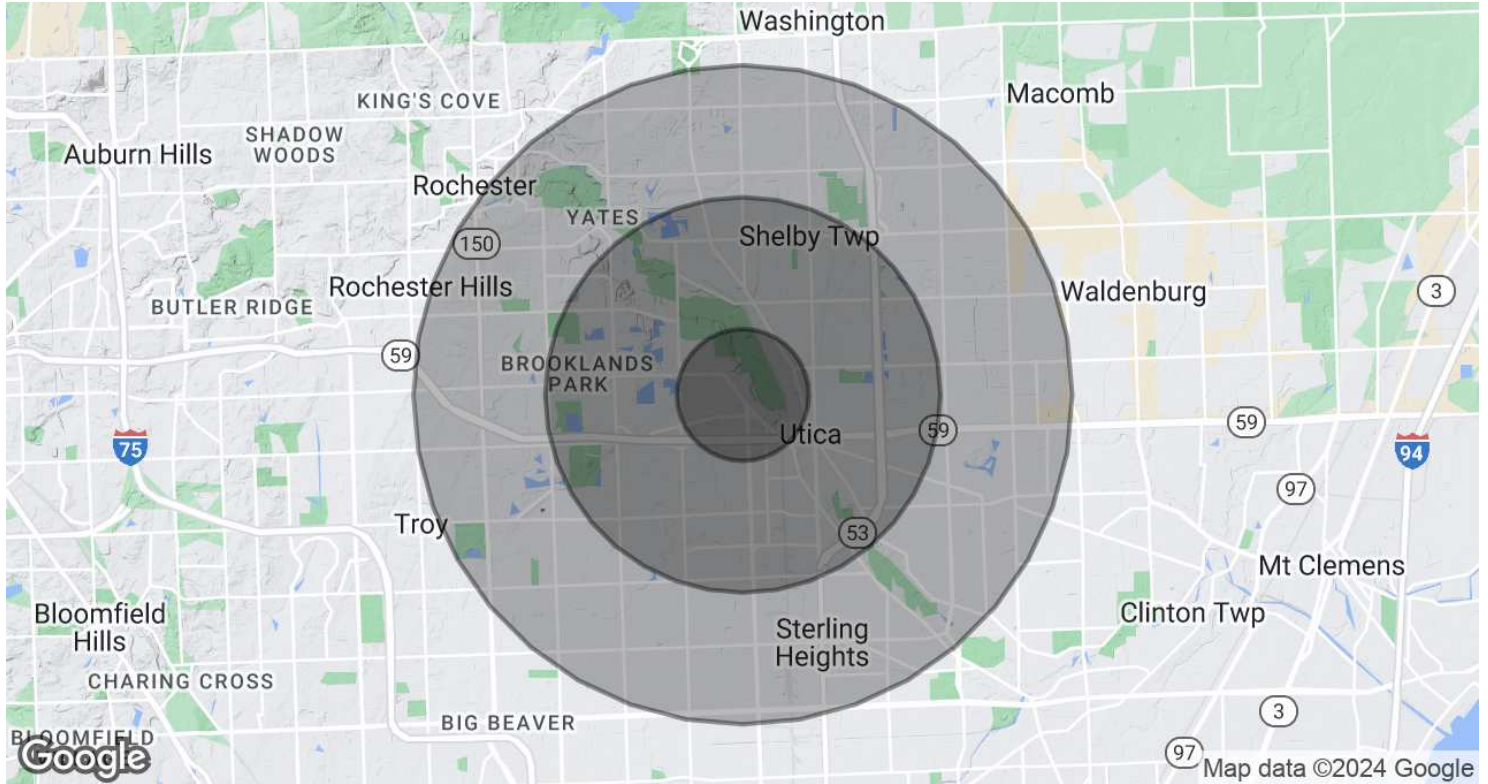 Washington
KING'S COVE
Macomb
SHADOW
WOODS
Auburn Hills
Rochester
YATES
150
Shelby Twp
Rochester Hills
BUTLER RIDGE
Waldenburg
3
59
BROOKLANDS
PARK
75
Utica
59
59
94
97
Troy
53
Mt Clemens
Bloomfield
Hills
Clinton Twp
Sterling
Heights
CHARING CROSS
BIG BEAVER
3
BLOOMFIELD
Google
97
Map data ©2024 Google